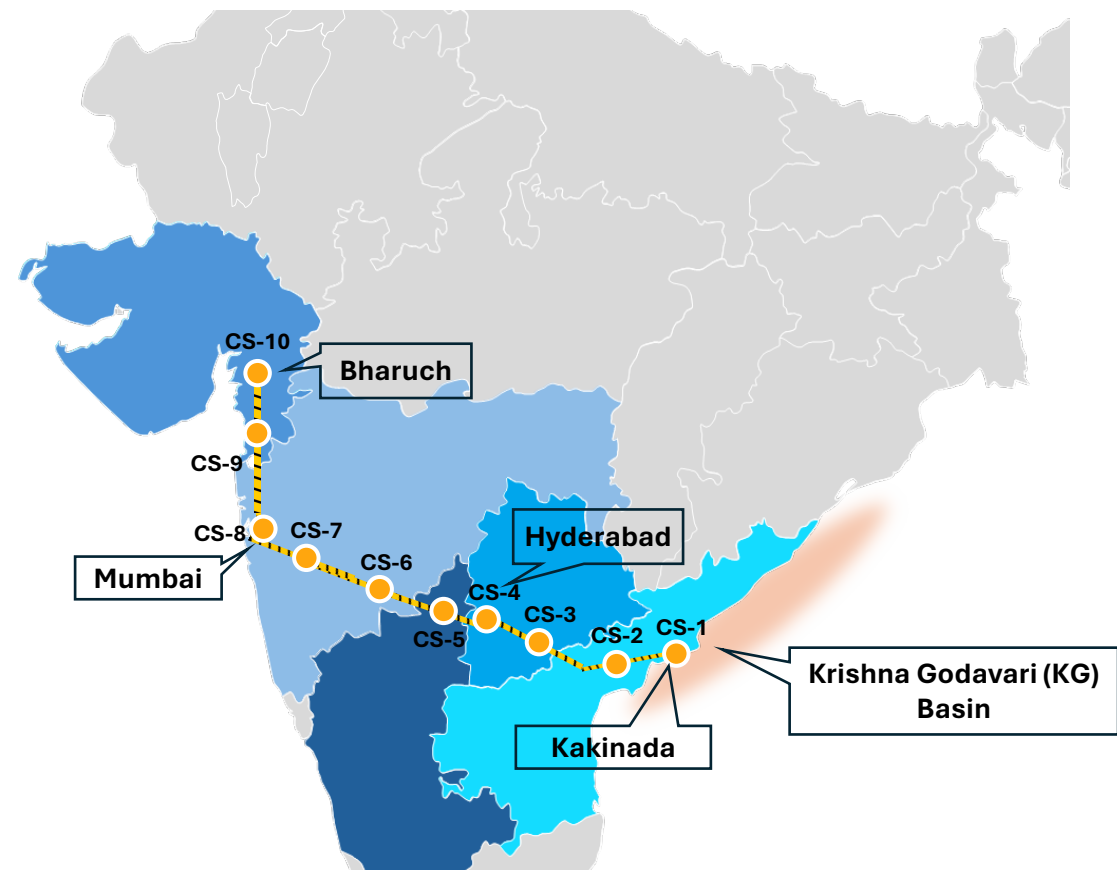 CS-10
Bharuch
CS-9
CS-8
CS-7
Mumbai
CS-6
Hyderabad
CS-4
CS-5
CS-3
CS-2
CS-1
Krishna Godavari (KG)
Basin
Kakinada